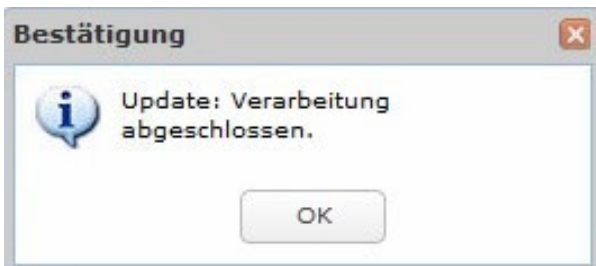 Bestätigung
Update: Verarbeitung
abgeschlossen.
OK